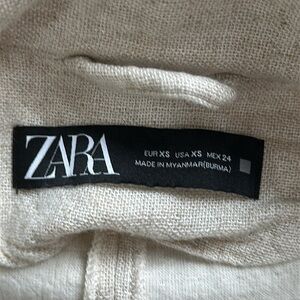 ZARA
EUR XS USA XS MEX 24
MADE IN MYANMAR(BURMA)